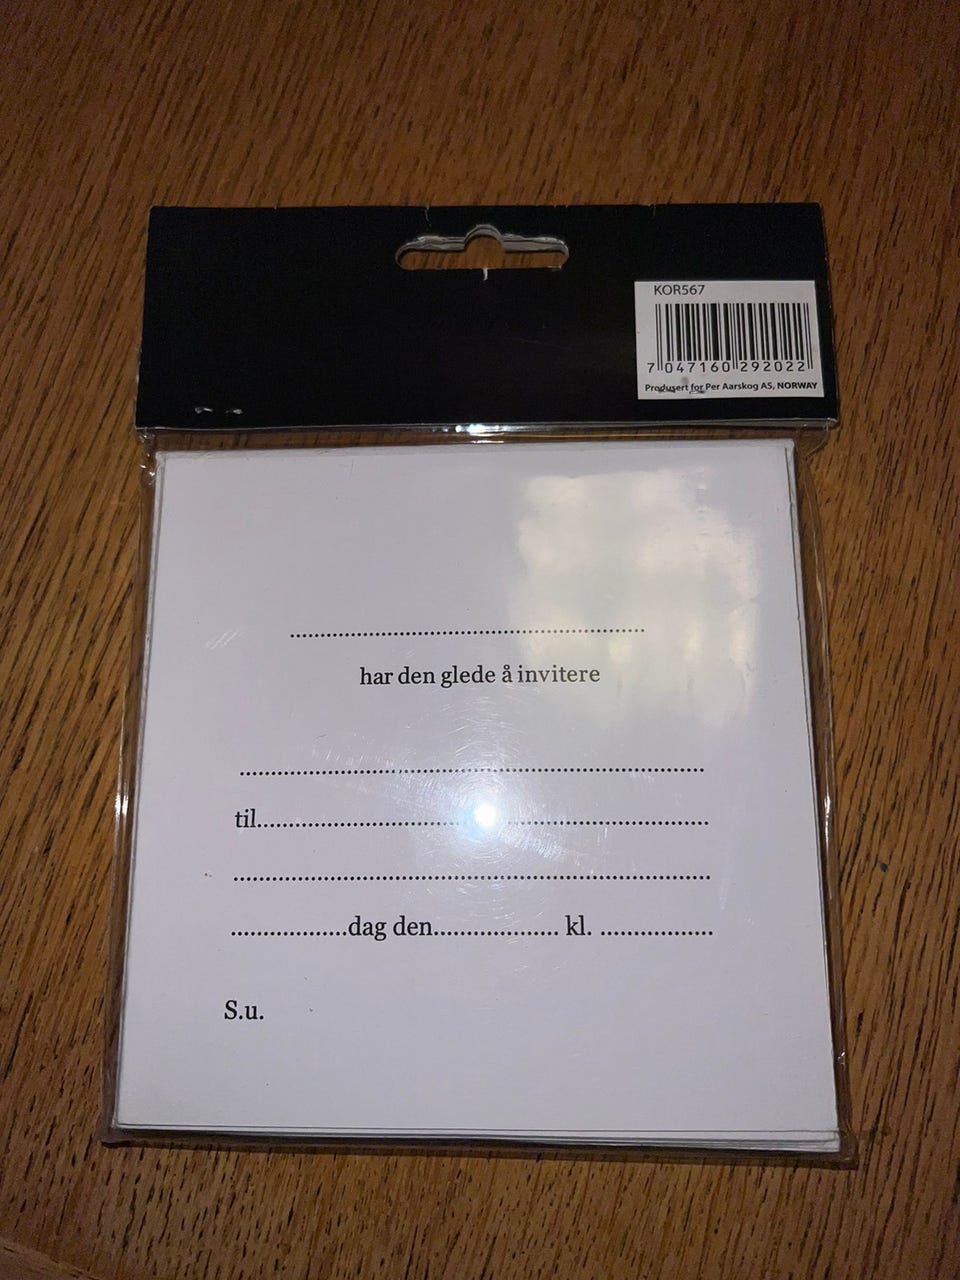 KOR567
7 047160 292022
Produsert for Per Aarskog AS, NORWAY
........................................................
har den glede å invitere
........................................................
til........................................................
........................................................
..................dag den.................... kl. ..................
S.u.